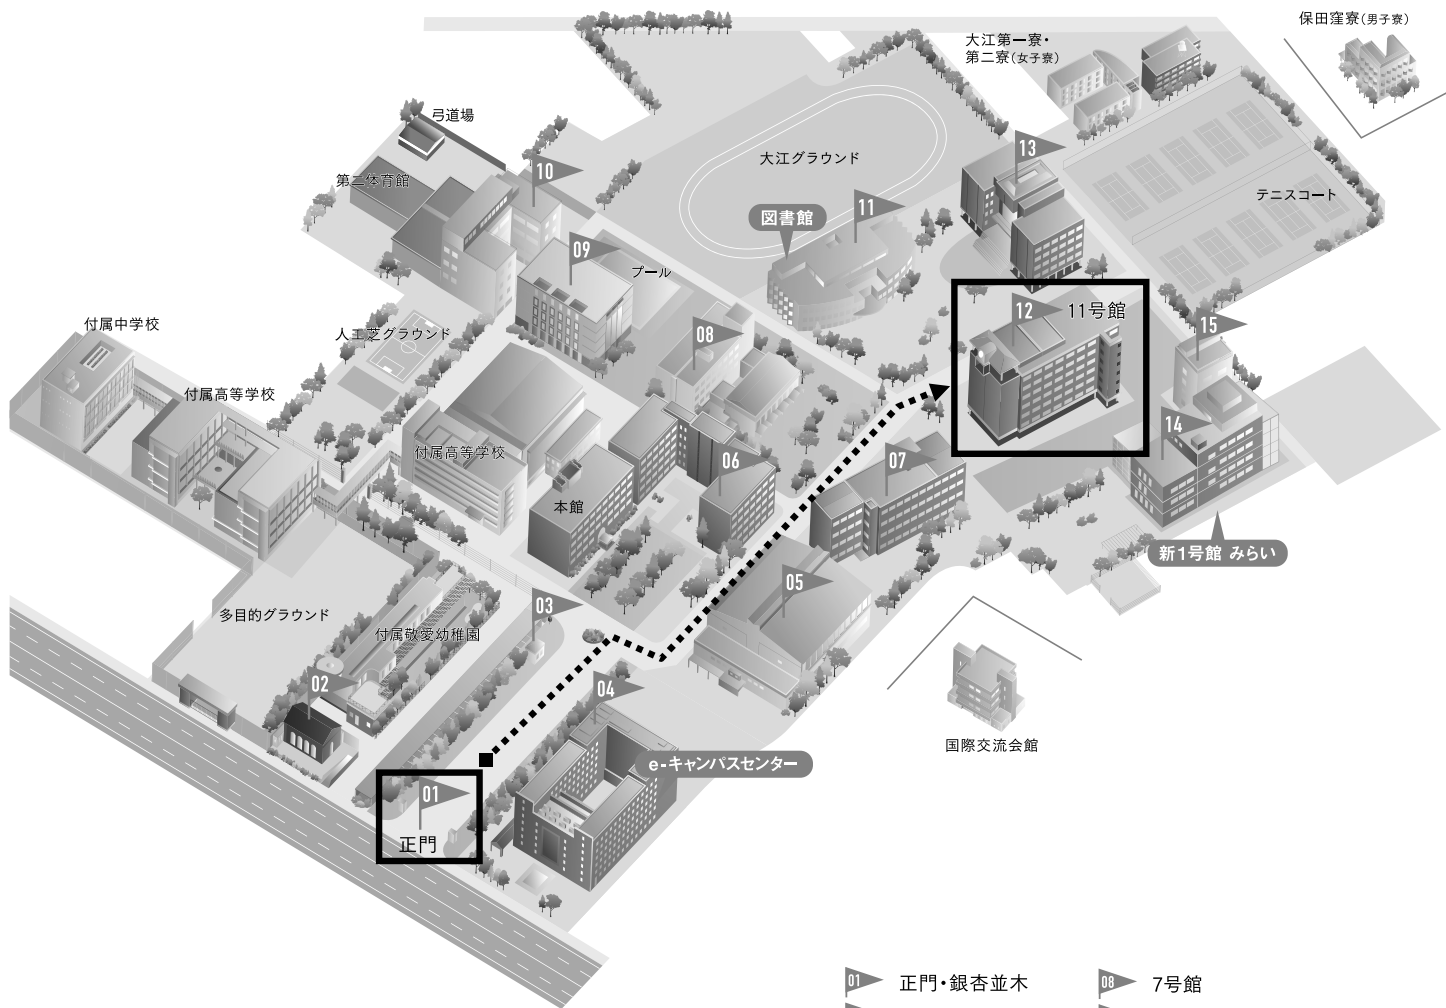 保田窪寮(男子寮)
大江第一寮・
第二寮(女子寮)
弓道場
13
大江グラウンド
10
第二体育館
テニスコート
図書館
11
09
プール
12
11号館
15
付属中学校
人工芝グラウンド
08
付属高等学校
14
付属高等学校
06
07
本館
新1号館 みらい
05
03
多目的グラウンド
付属敬愛幼稚園
02
04
国際交流会館
e-キャンパスセンター
01
正門
01 正門・銀杏並木
08 7号館